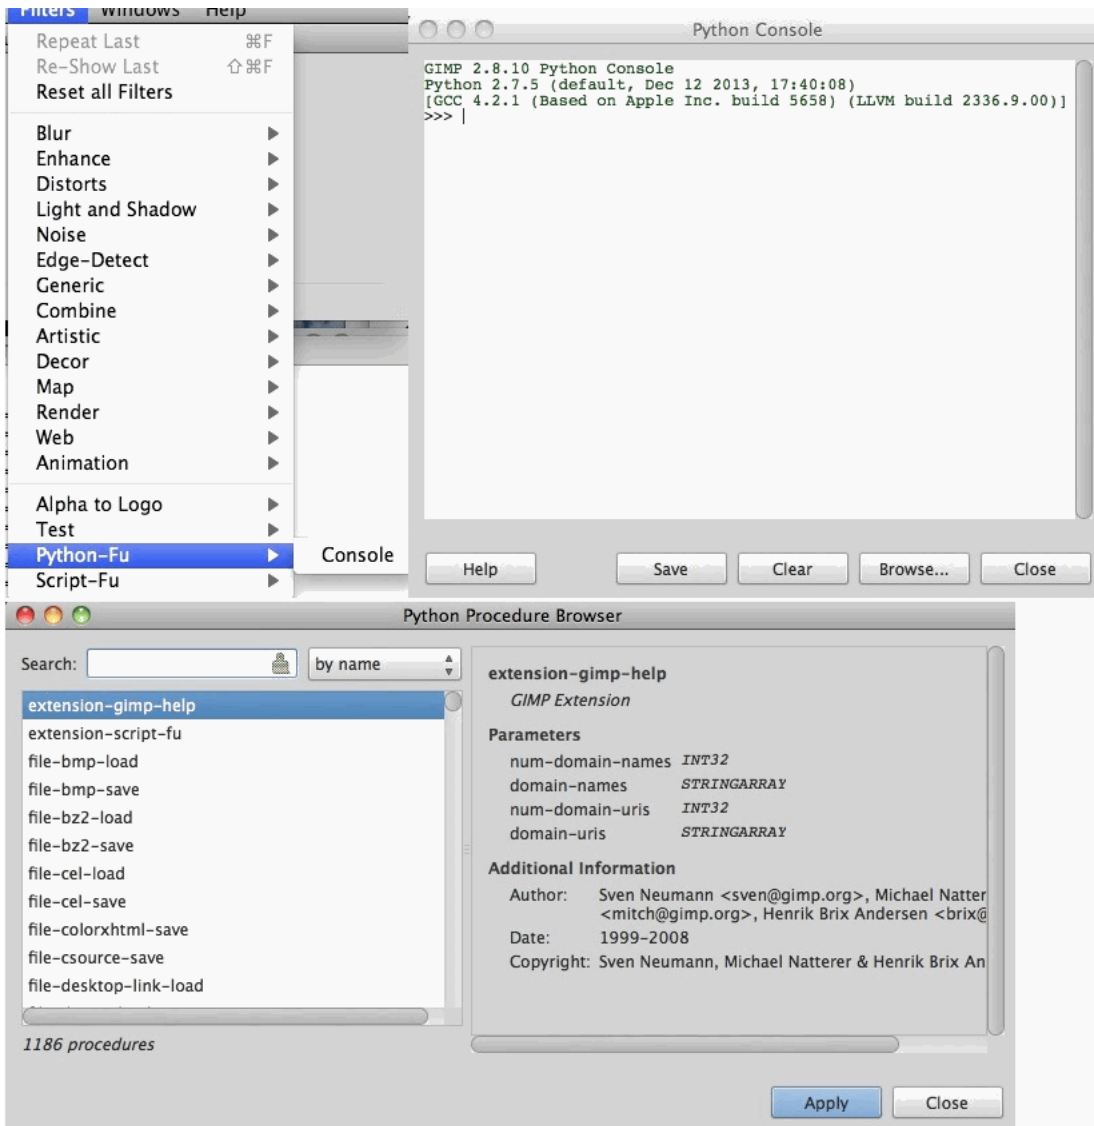 Filters Windows Help
Repeat Last ⌘F
Re-Show Last ⇧⌘F
Reset all Filters
Blur
Enhance
Distorts
Light and Shadow
Noise
Edge-Detect
Generic
Combine
Artistic
Decor
Map
Render
Web
Animation
Alpha to Logo
Test
Python-Fu
Console
Script-Fu
Python Console
GIMP 2.8.10 Python Console
Python 2.7.5 (default, Dec 12 2013, 17:40:08)
[GCC 4.2.1 (Based on Apple Inc. build 5658) (LLVM build 2336.9.00)]
>>>
Help Save Clear Browse... Close
Python Procedure Browser
Search: by name
extension-gimp-help
extension-script-fu
file-bmp-load
file-bmp-save
file-bz2-load
file-bz2-save
file-cel-load
file-cel-save
file-colorxhtml-save
file-csource-save
file-desktop-link-load
1186 procedures
extension-gimp-help
GIMP Extension
Parameters
num-domain-names INT32
domain-names STRINGARRAY
num-domain-uris INT32
domain-uris STRINGARRAY
Additional Information
Author: Sven Neumann <sven@gimp.org>, Michael Natter
<mitch@gimp.org>, Henrik Brix Andersen <brix@
Date: 1999-2008
Copyright: Sven Neumann, Michael Natterer & Henrik Brix An
Apply Close